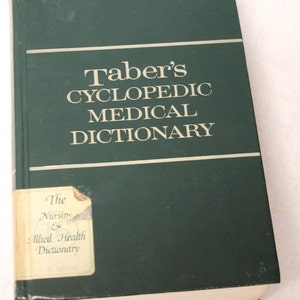 Taber's
CYCLOPEDIC
MEDICAL
DICTIONARY
The
Nursing
&
Allied Health
Dictionary